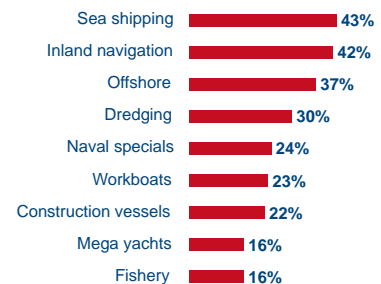 Sea shipping 43%
Inland navigation 42%
Offshore 37%
Dredging 30%
Naval specials 24%
Workboats 23%
Construction vessels 22%
Mega yachts 16%
Fishery 16%